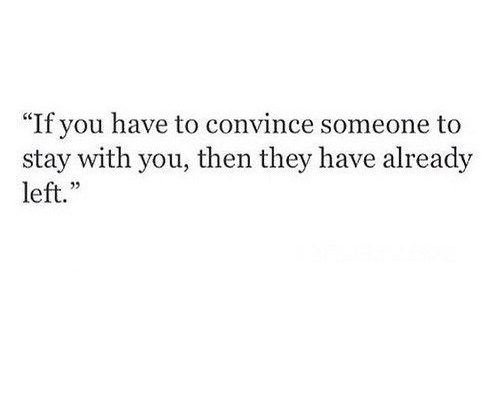 “If you have to convince someone to
stay with you, then they have already
left.”